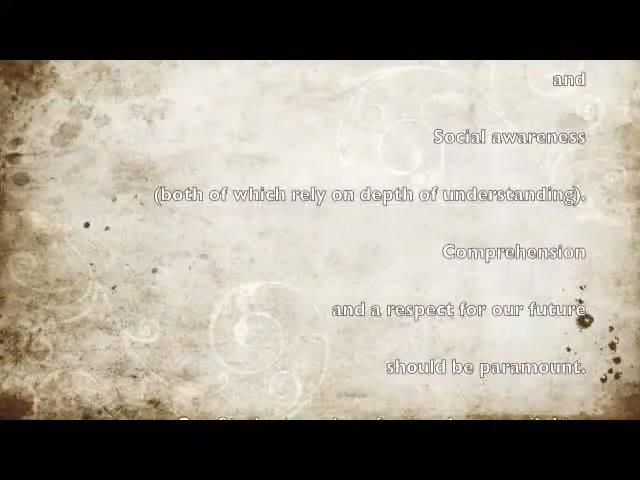 and
Social awareness
(both of which rely on depth of understanding).
Comprehension
and a respect for our future
should be paramount.